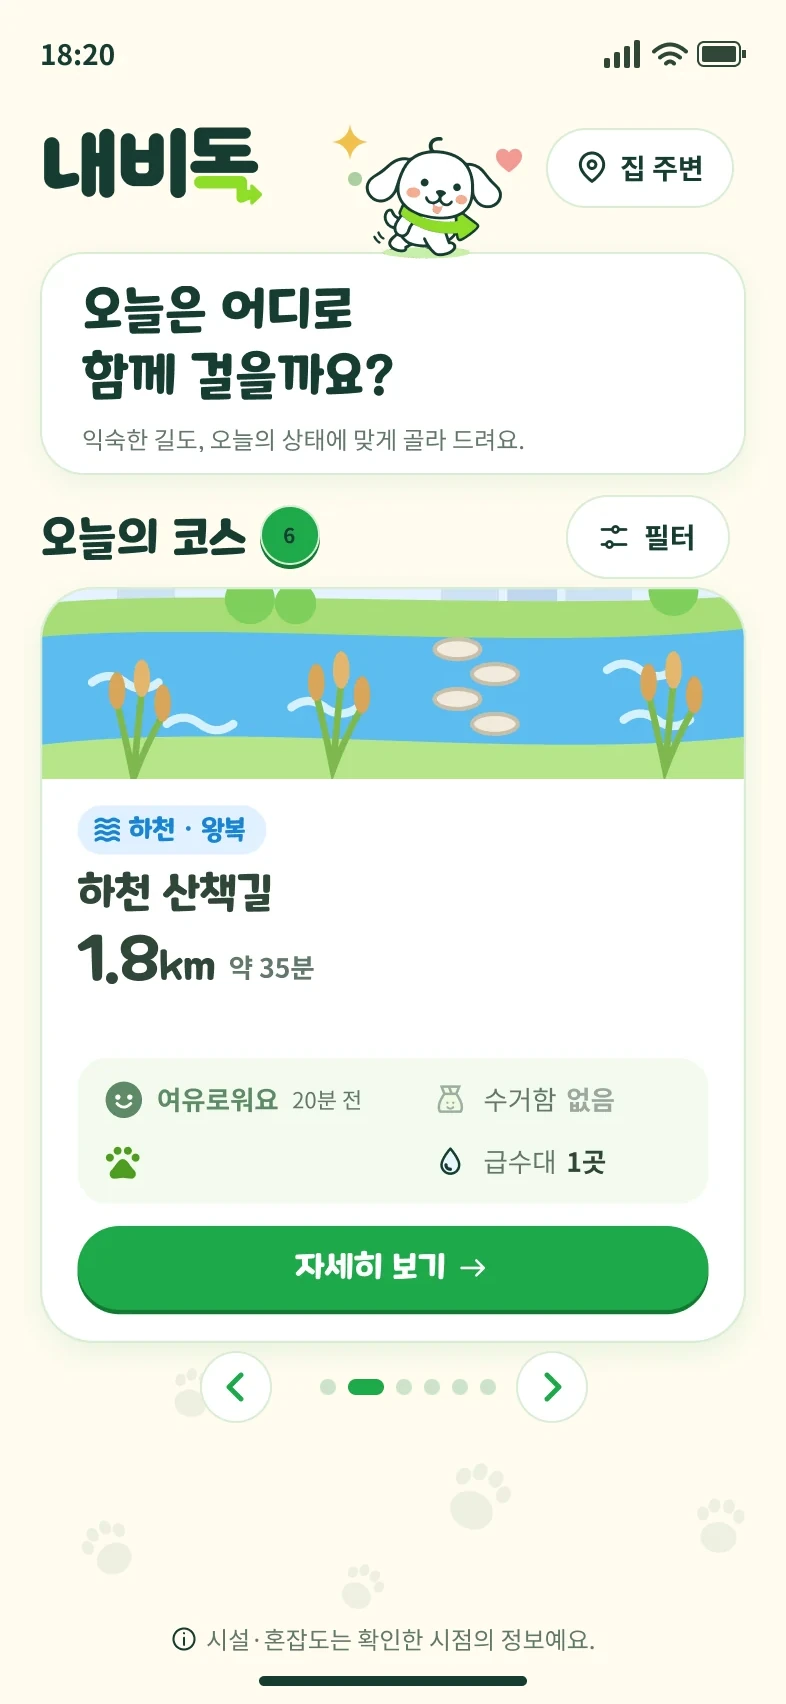 18:20
내비독
집 주변
오늘은 어디로
함께 걸을까요?
익숙한 길도, 오늘의 상태에 맞게 골라 드려요.
오늘의 코스 6
필터
하천 · 왕복
하천 산책길
1.8km 약 35분
여유로워요 20분 전
수거함 없음
급수대 1곳
자세히 보기 →
시설·혼잡도는 확인한 시점의 정보예요.